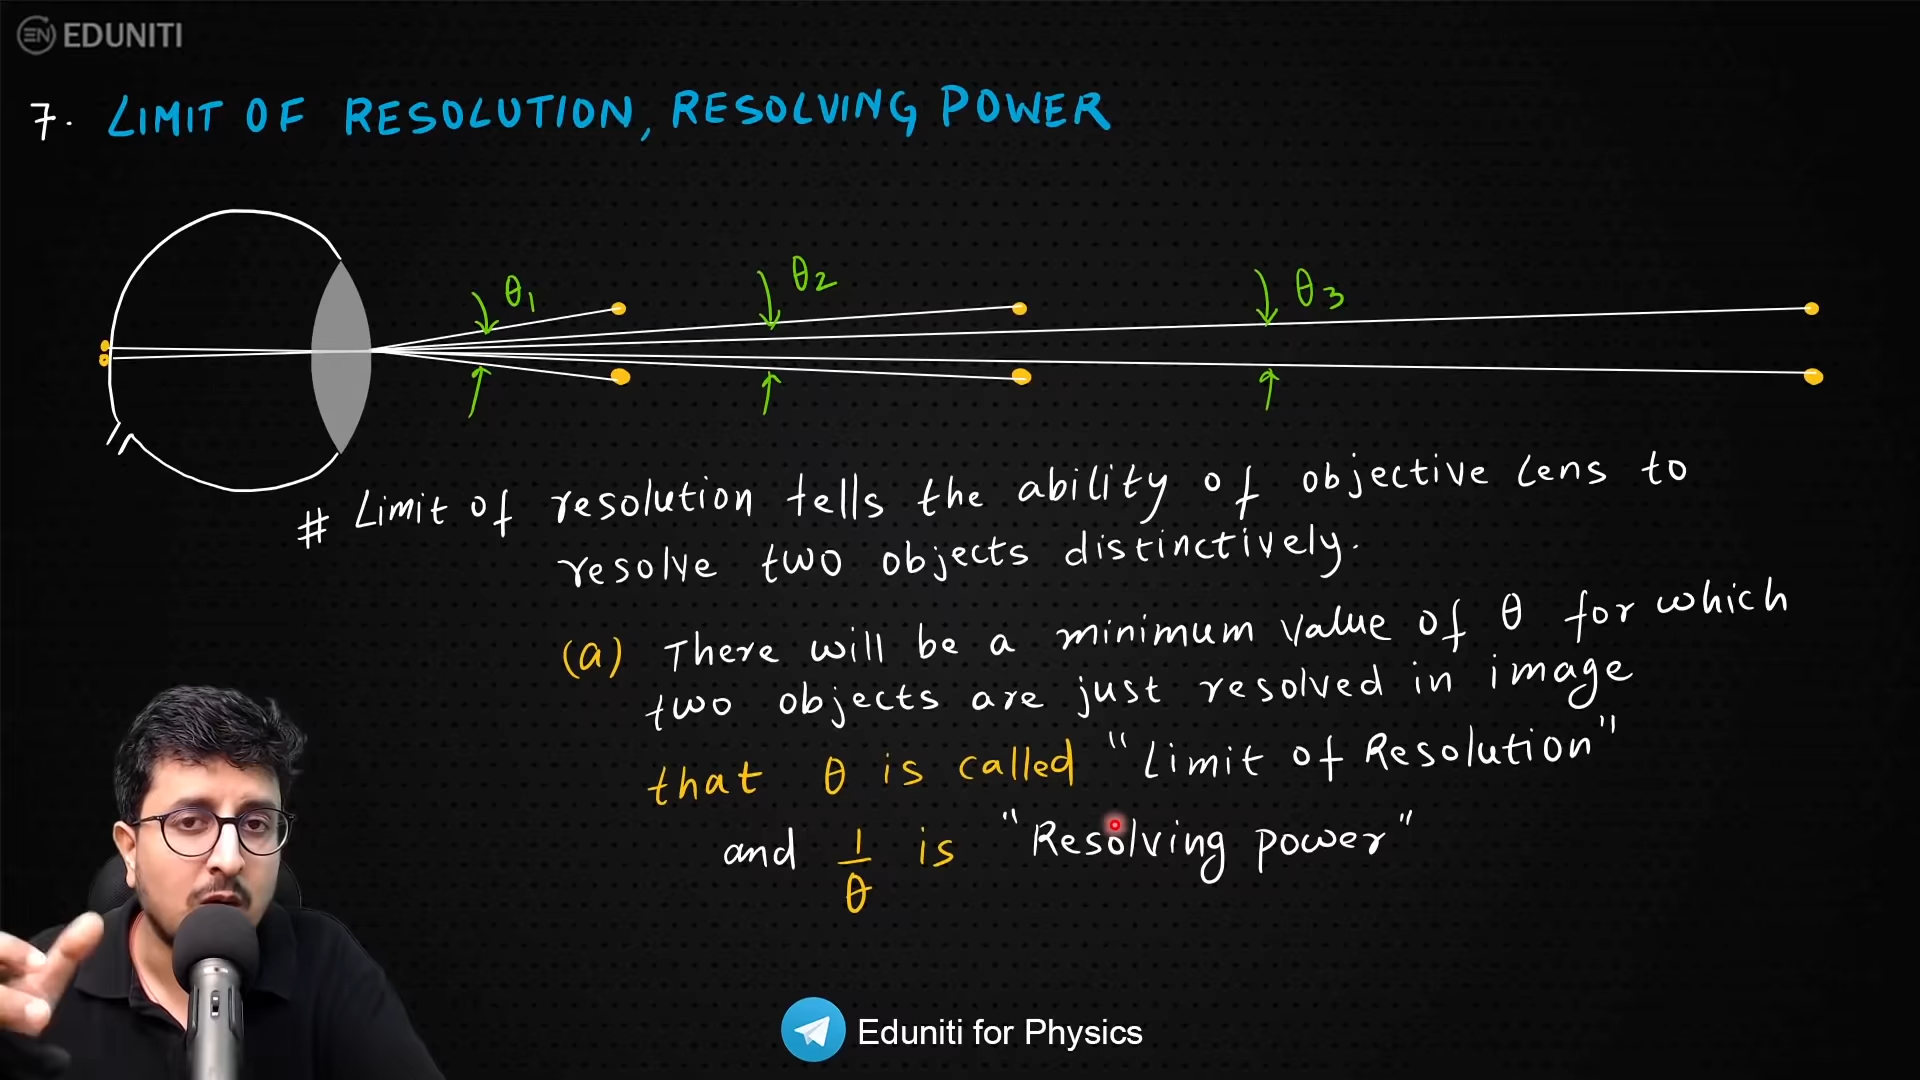 EN EDUNITI
7. LIMIT OF RESOLUTION, RESOLVING POWER
θ1 θ2 θ3
# Limit of resolution tells the ability of objective lens to
resolve two objects distinctively.
(a) There will be a minimum value of θ for which
two objects are just resolved in image
that θ is called "Limit of Resolution"
and 1/θ is "Resolving power"
Eduniti for Physics